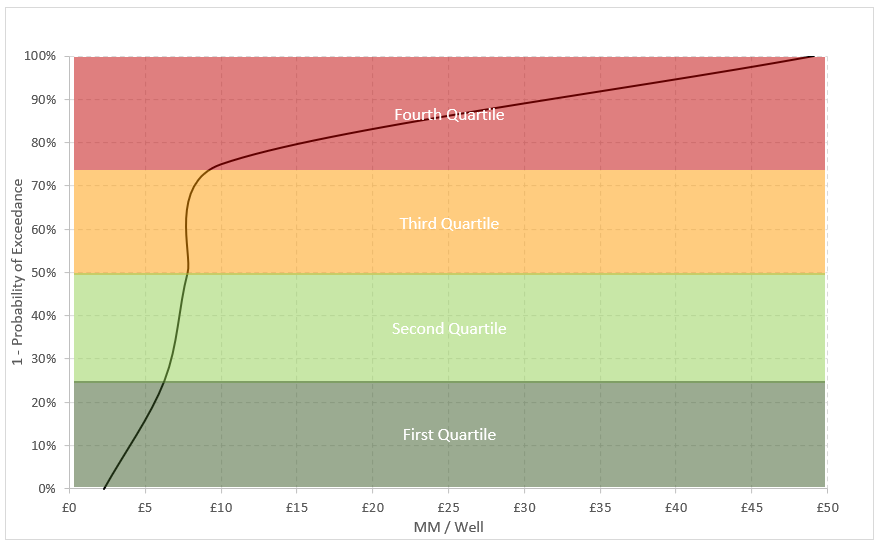 100%
90%
80%
70%
60%
50%
40%
30%
20%
10%
0%
1 - Probability of Exceedance
Fourth Quartile
Third Quartile
Second Quartile
First Quartile
£0 £5 £10 £15 £20 £25 £30 £35 £40 £45 £50
MM / Well